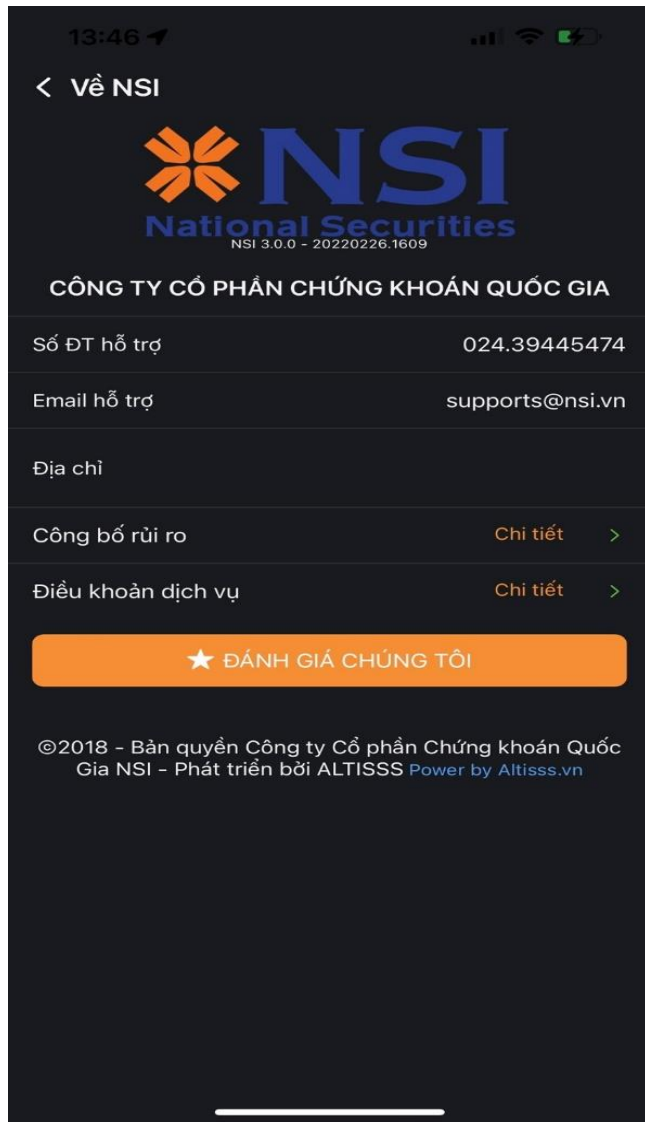 13:46
Về NSI
NSI
National Securities
NSI 3.0.0 - 20220226.1609
CÔNG TY CỔ PHẦN CHỨNG KHOÁN QUỐC GIA
Số ĐT hỗ trợ 024.39445474
Email hỗ trợ supports@nsi.vn
Địa chỉ
Công bố rủi ro Chi tiết >
Điều khoản dịch vụ Chi tiết >
★ ĐÁNH GIÁ CHÚNG TÔI
©2018 - Bản quyền Công ty Cổ phần Chứng khoán Quốc
Gia NSI - Phát triển bởi ALTISSS Power by Altisss.vn